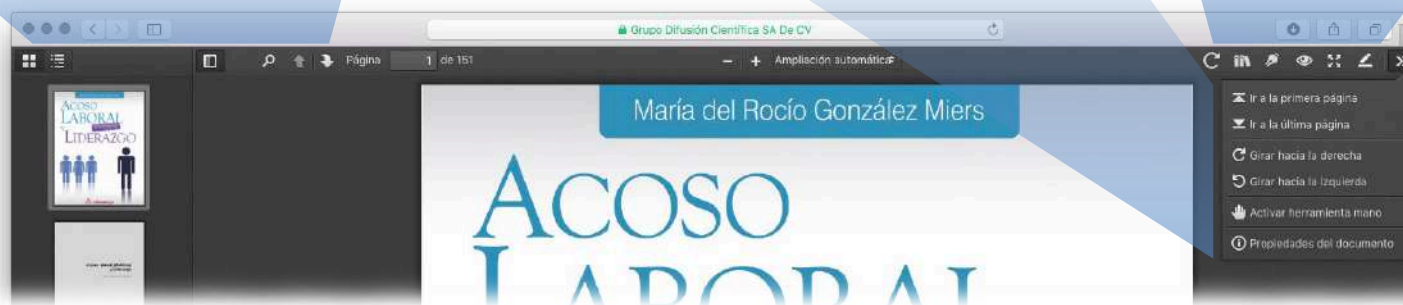 Grupo Difusión Científica SA De CV
Página 1 de 151
Ampliación automática
María del Rocío González Miers
ACOSO
LABORAL
ACOSO
LABORAL
LIDERAZGO
Ir a la primera página
Ir a la última página
Girar hacia la derecha
Girar hacia la izquierda
Activar herramienta mano
Propiedades del documento